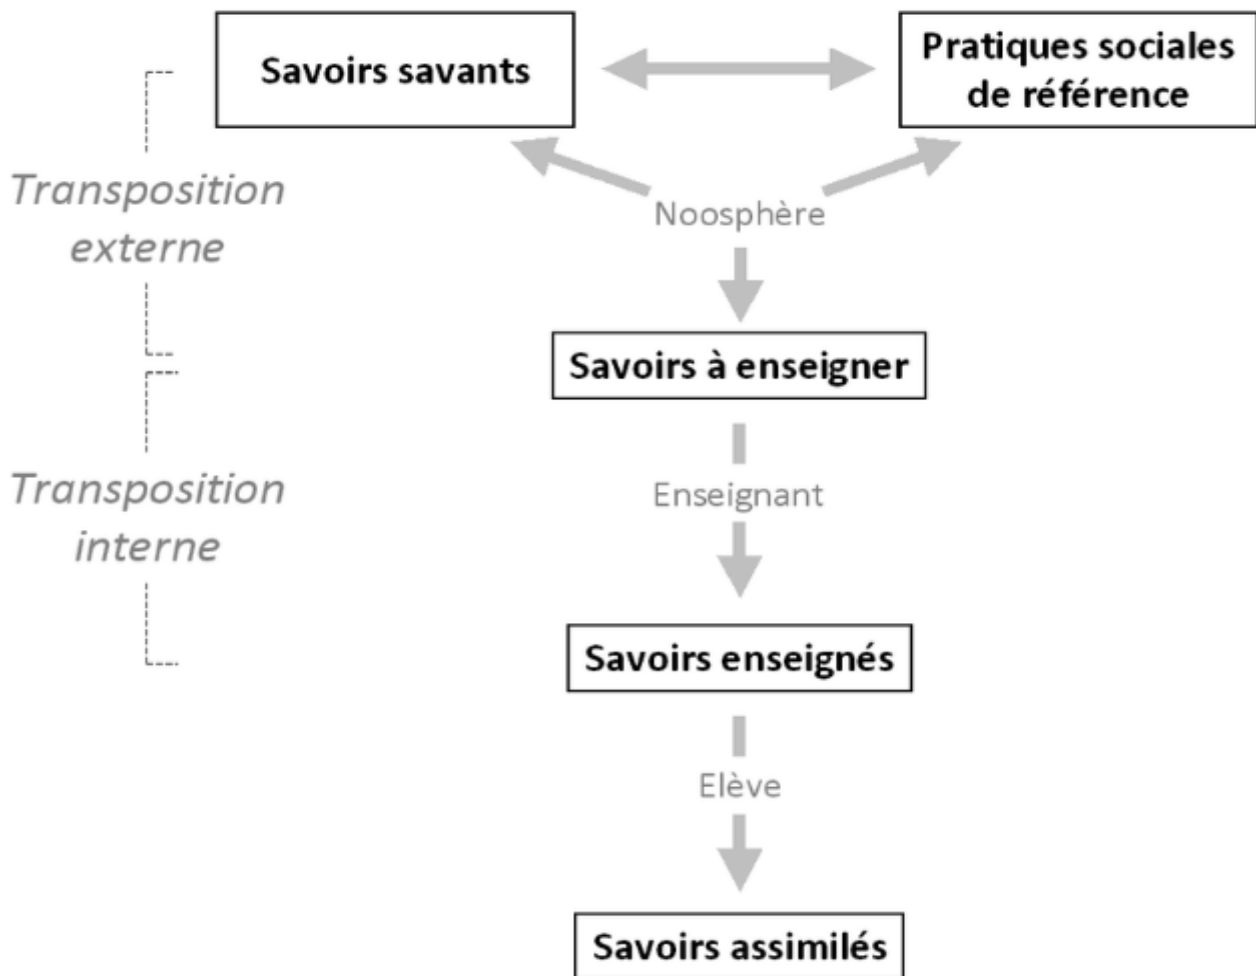 Savoirs savants
Pratiques sociales
de référence
Transposition
externe
Noosphère
Savoirs à enseigner
Transposition
interne
Enseignant
Savoirs enseignés
Elève
Savoirs assimilés